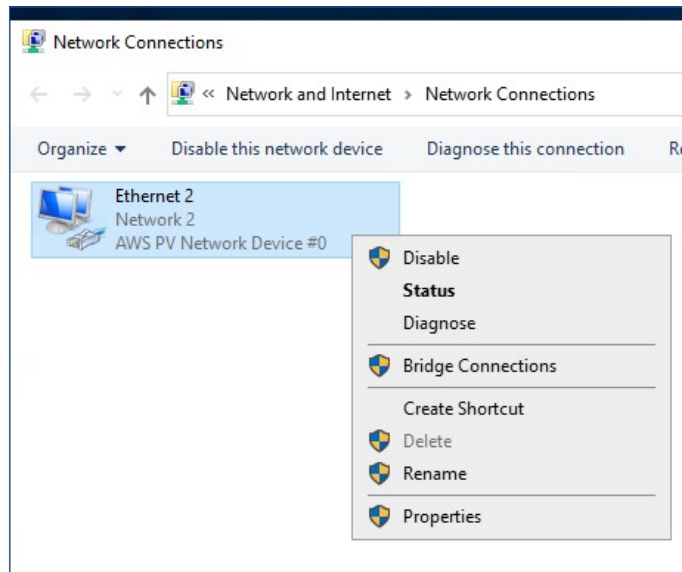 Network Connections
« Network and Internet > Network Connections
Organize Disable this network device Diagnose this connection
Ethernet 2
Network 2
AWS PV Network Device #0
Disable
Status
Diagnose
Bridge Connections
Create Shortcut
Delete
Rename
Properties